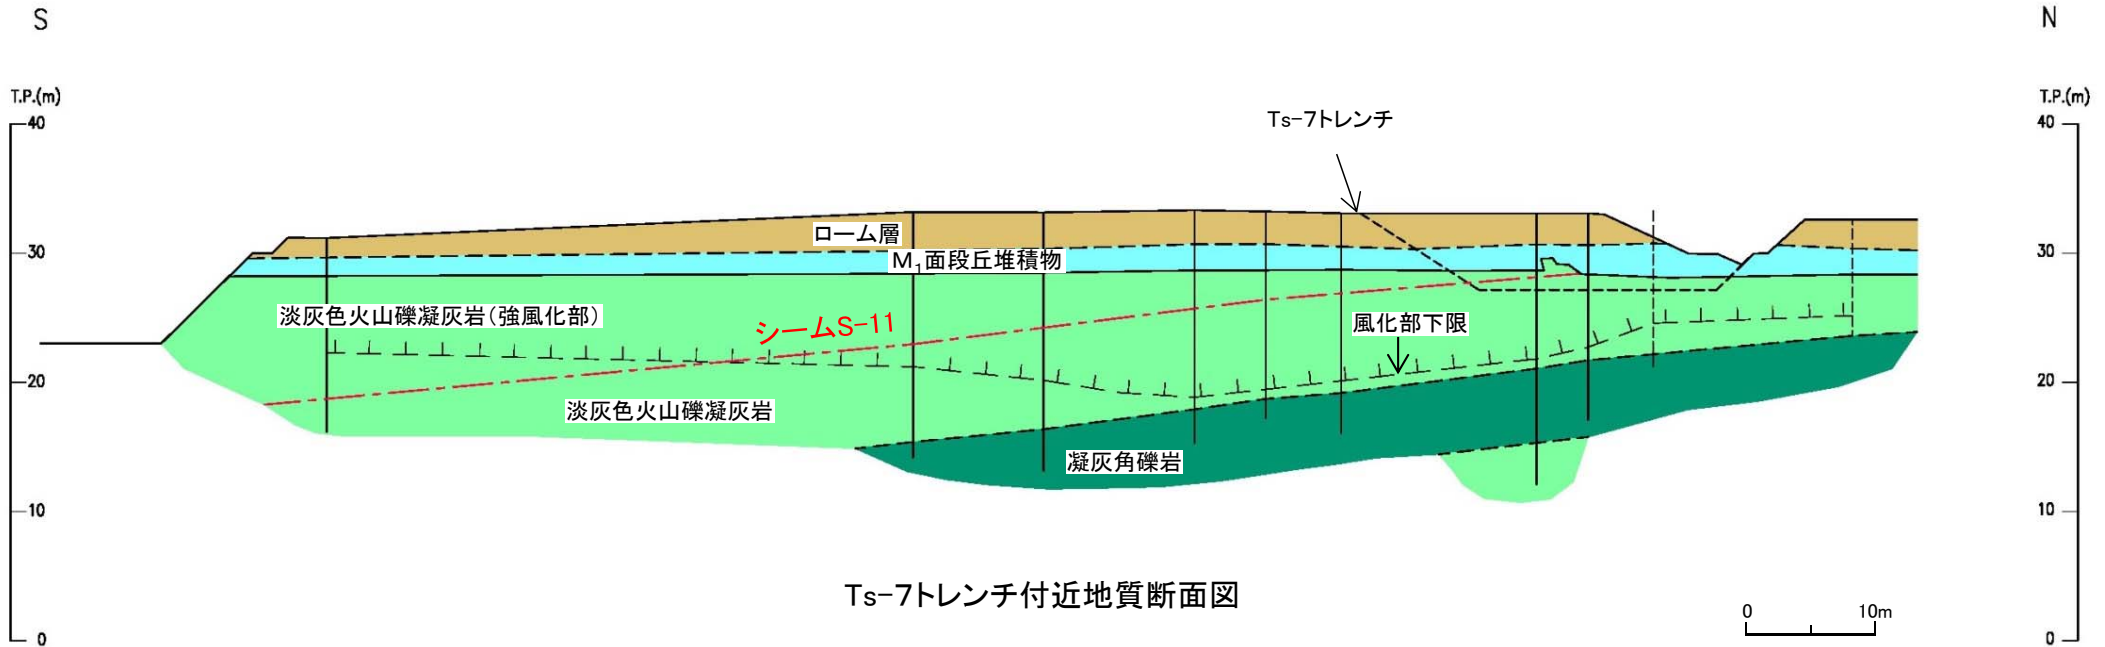 S
N
T.P.(m)
T.P.(m)
40
40
Ts-7トレンチ
30
30
ローム層
M₁面段丘堆積物
淡灰色火山礫凝灰岩(強風化部)
シームS-11
風化部下限
20
20
淡灰色火山礫凝灰岩
凝灰角礫岩
10
10
Ts-7トレンチ付近地質断面図
0
10m
0
0